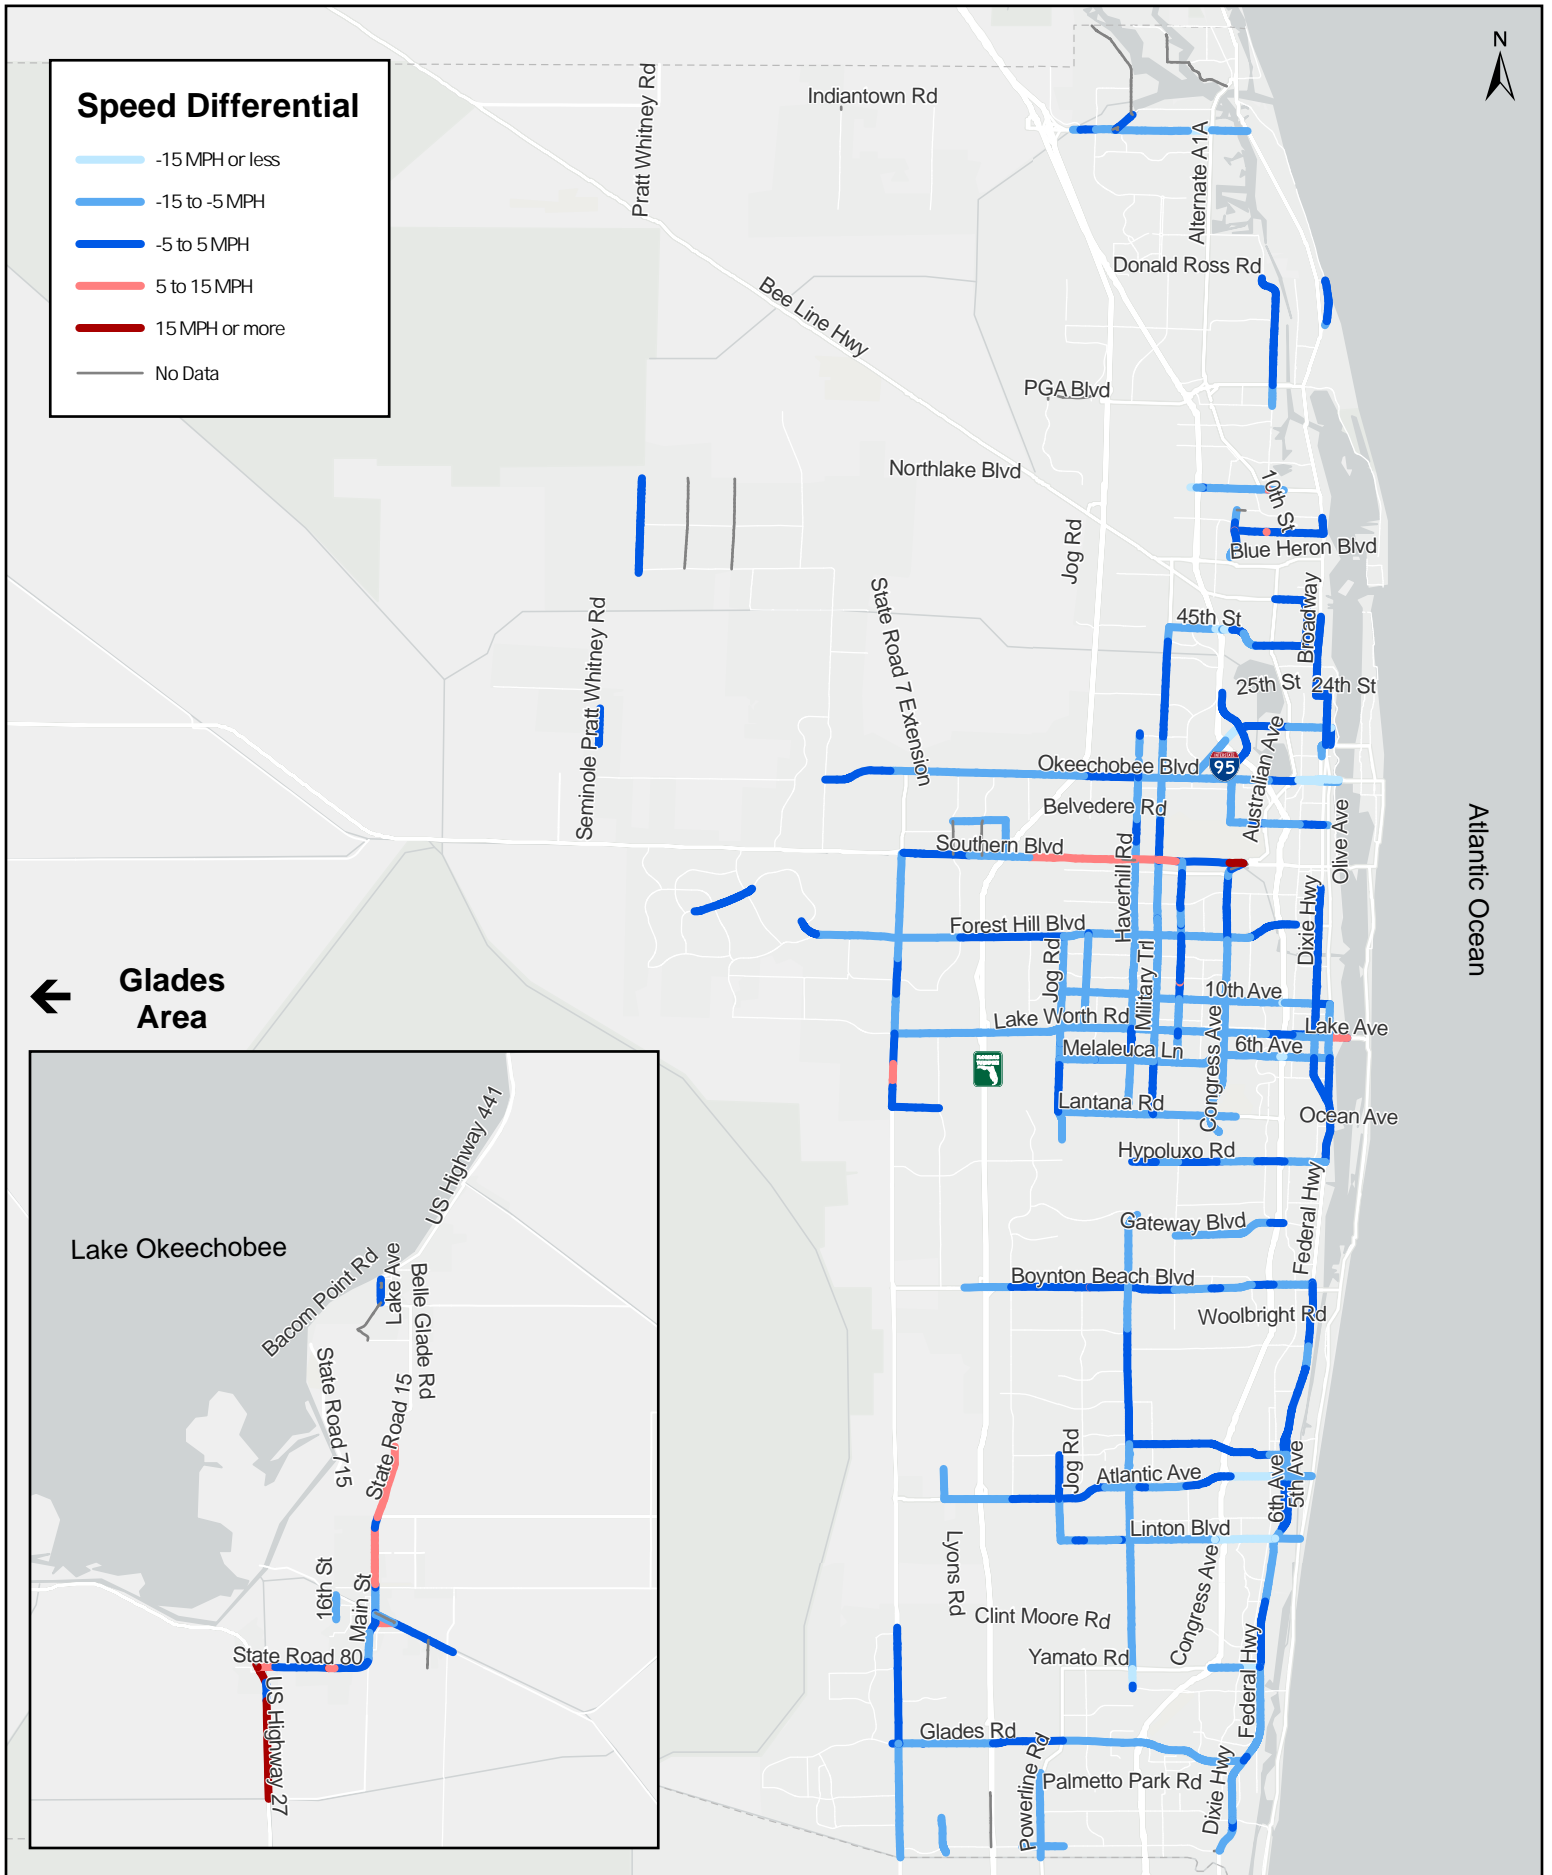 N
Speed Differential
-15 MPH or less
-15 to -5 MPH
-5 to 5 MPH
5 to 15 MPH
15 MPH or more
No Data
Pratt Whitney Rd
Indiantown Rd
Alternate A1A
Donald Ross Rd
Bee Line Hwy
PGA Blvd
Northlake Blvd
10th St
Jog Rd
Blue Heron Blvd
State Road 7 Extension
Seminole Pratt Whitney Rd
45th St
Broadway
25th St
24th St
Okeechobee Blvd
95
Australian Ave
Belvedere Rd
Olive Ave
Atlantic Ocean
Southern Blvd
Haverhill Rd
Dixie Hwy
Forest Hill Blvd
Jog Rd
Military Trl
10th Ave
Lake Worth Rd
Lake Ave
Congress Ave
6th Ave
Melaleuca Ln
Lantana Rd
Ocean Ave
Hypoluxo Rd
Federal Hwy
Gateway Blvd
Boynton Beach Blvd
Woolbright Rd
Jog Rd
Atlantic Ave
6th Ave
5th Ave
Linton Blvd
Lyons Rd
Congress Ave
Clint Moore Rd
Yamato Rd
Federal Hwy
Glades Rd
Powerline Rd
Palmetto Park Rd
Dixie Hwy
Glades
Area
US Highway 441
Lake Okeechobee
Bacom Point Rd
Lake Ave
Belle Glade Rd
State Road 715
State Road 15
16th St
Main St
State Road 80
US Highway 27